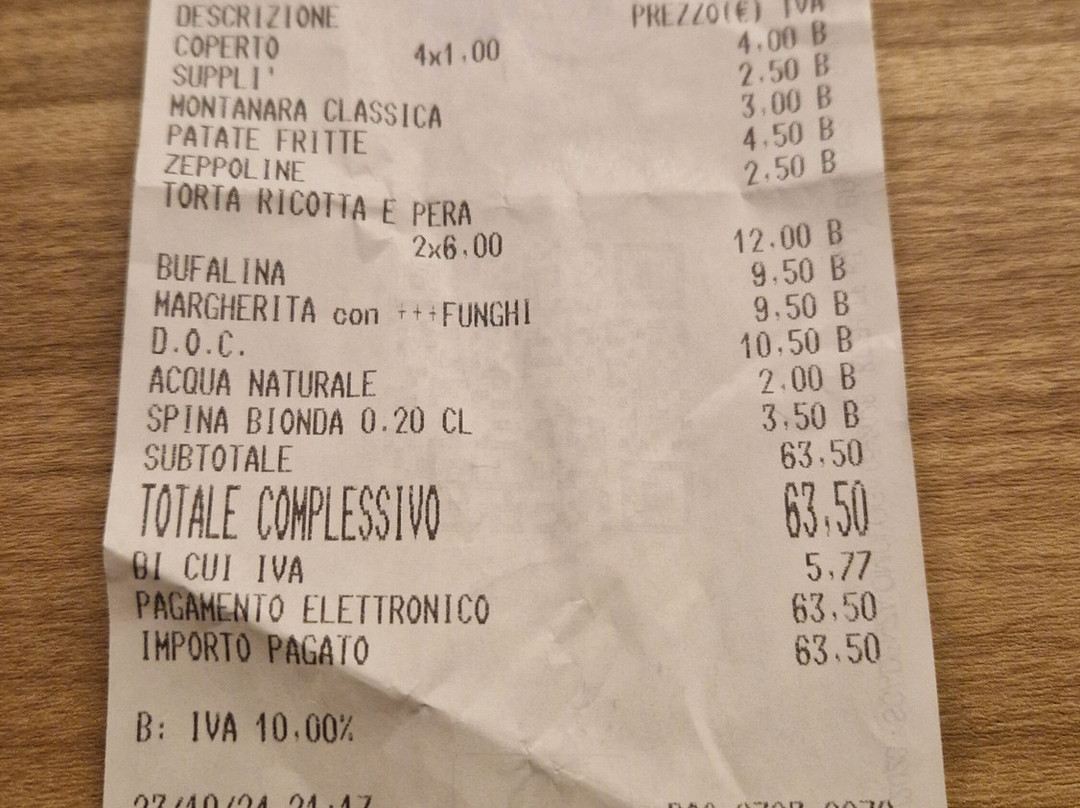 DESCRIZIONE PREZZO(€) IVA
COPERTO 4x1,00 4,00 B
SUPPLI' 2,50 B
MONTANARA CLASSICA 3,00 B
PATATE FRITTE 4,50 B
ZEPPOLINE 2,50 B
TORTA RICOTTA E PERA
2x6,00 12,00 B
BUFALINA 9,50 B
MARGHERITA con +++FUNGHI 9,50 B
D.O.C. 10,50 B
ACQUA NATURALE 2,00 B
SPINA BIONDA 0.20 CL 3,50 B
SUBTOTALE 63,50
TOTALE COMPLESSIVO 63,50
DI CUI IVA 5,77
PAGAMENTO ELETTRONICO 63,50
IMPORTO PAGATO 63,50
B: IVA 10,00%